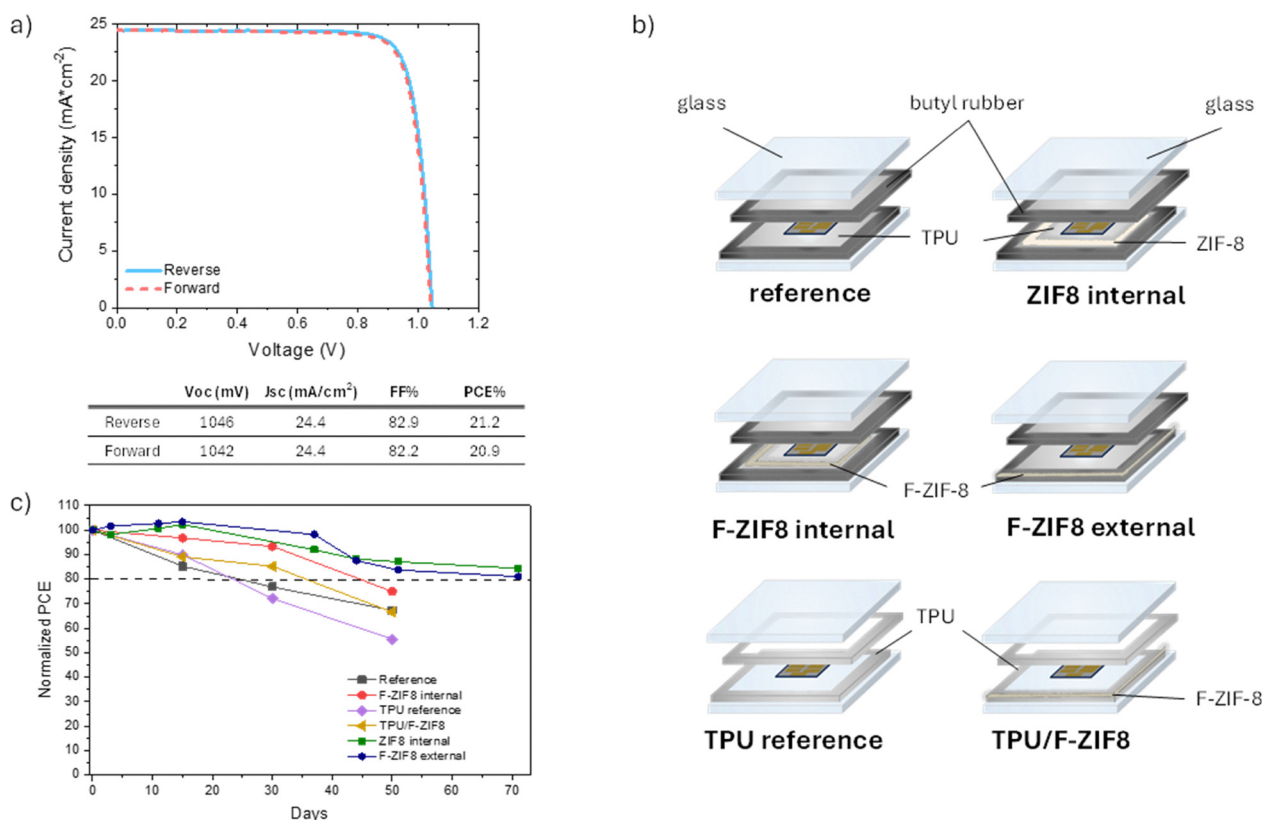 a)
25
20
15
10
5
0
Current density (mA*cm-2)
Reverse
Forward
0.0 0.2 0.4 0.6 0.8 1.0 1.2
Voltage (V)
Voc (mV) Jsc (mA/cm2) FF% PCE%
Reverse 1046 24.4 82.9 21.2
Forward 1042 24.4 82.2 20.9
b)
glass
butyl rubber
glass
TPU
ZIF-8
reference
ZIF8 internal
F-ZIF-8
F-ZIF8 internal
F-ZIF8 external
TPU
F-ZIF-8
TPU reference
TPU/F-ZIF8
c)
110
100
90
80
70
60
50
40
30
20
10
0
Normalized PCE
Reference
F-ZIF8 internal
TPU reference
TPU/F-ZIF8
ZIF8 internal
F-ZIF8 external
0 10 20 30 40 50 60 70
Days